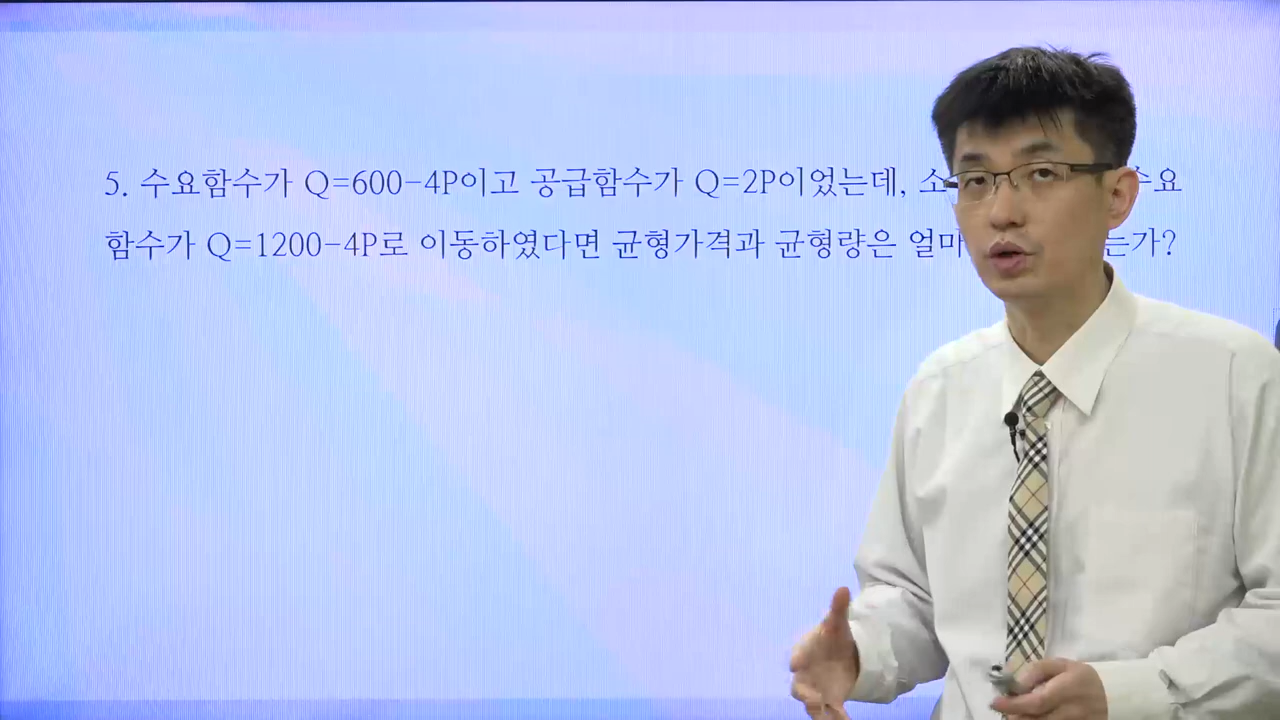 5. 수요함수가 Q=600-4P이고 공급함수가 Q=2P이었는데,
함수가 Q=1200-4P로 이동하였다면 균형가격과 균형량은